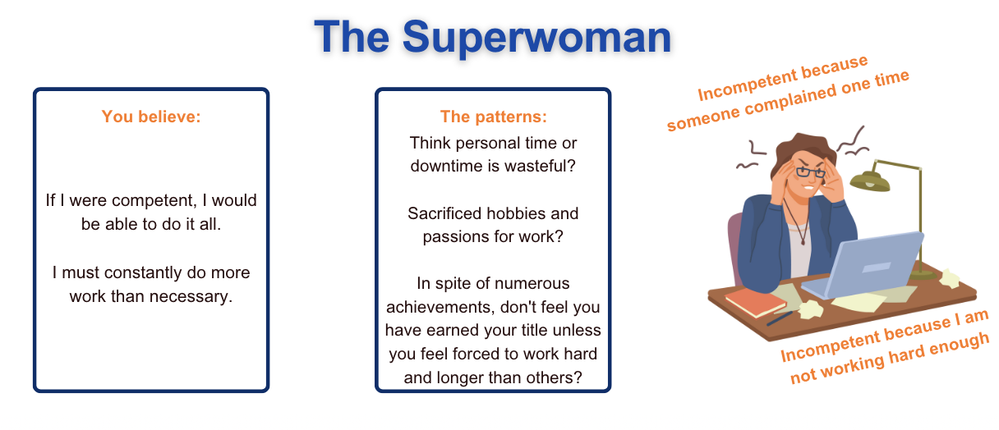 The Superwoman
You believe:
If I were competent, I would
be able to do it all.
I must constantly do more
work than necessary.
The patterns:
Think personal time or
downtime is wasteful?
Sacrificed hobbies and
passions for work?
In spite of numerous
achievements, don't feel you
have earned your title unless
you feel forced to work hard
and longer than others?
Incompetent because
someone complained one time
Incompetent because I am
not working hard enough